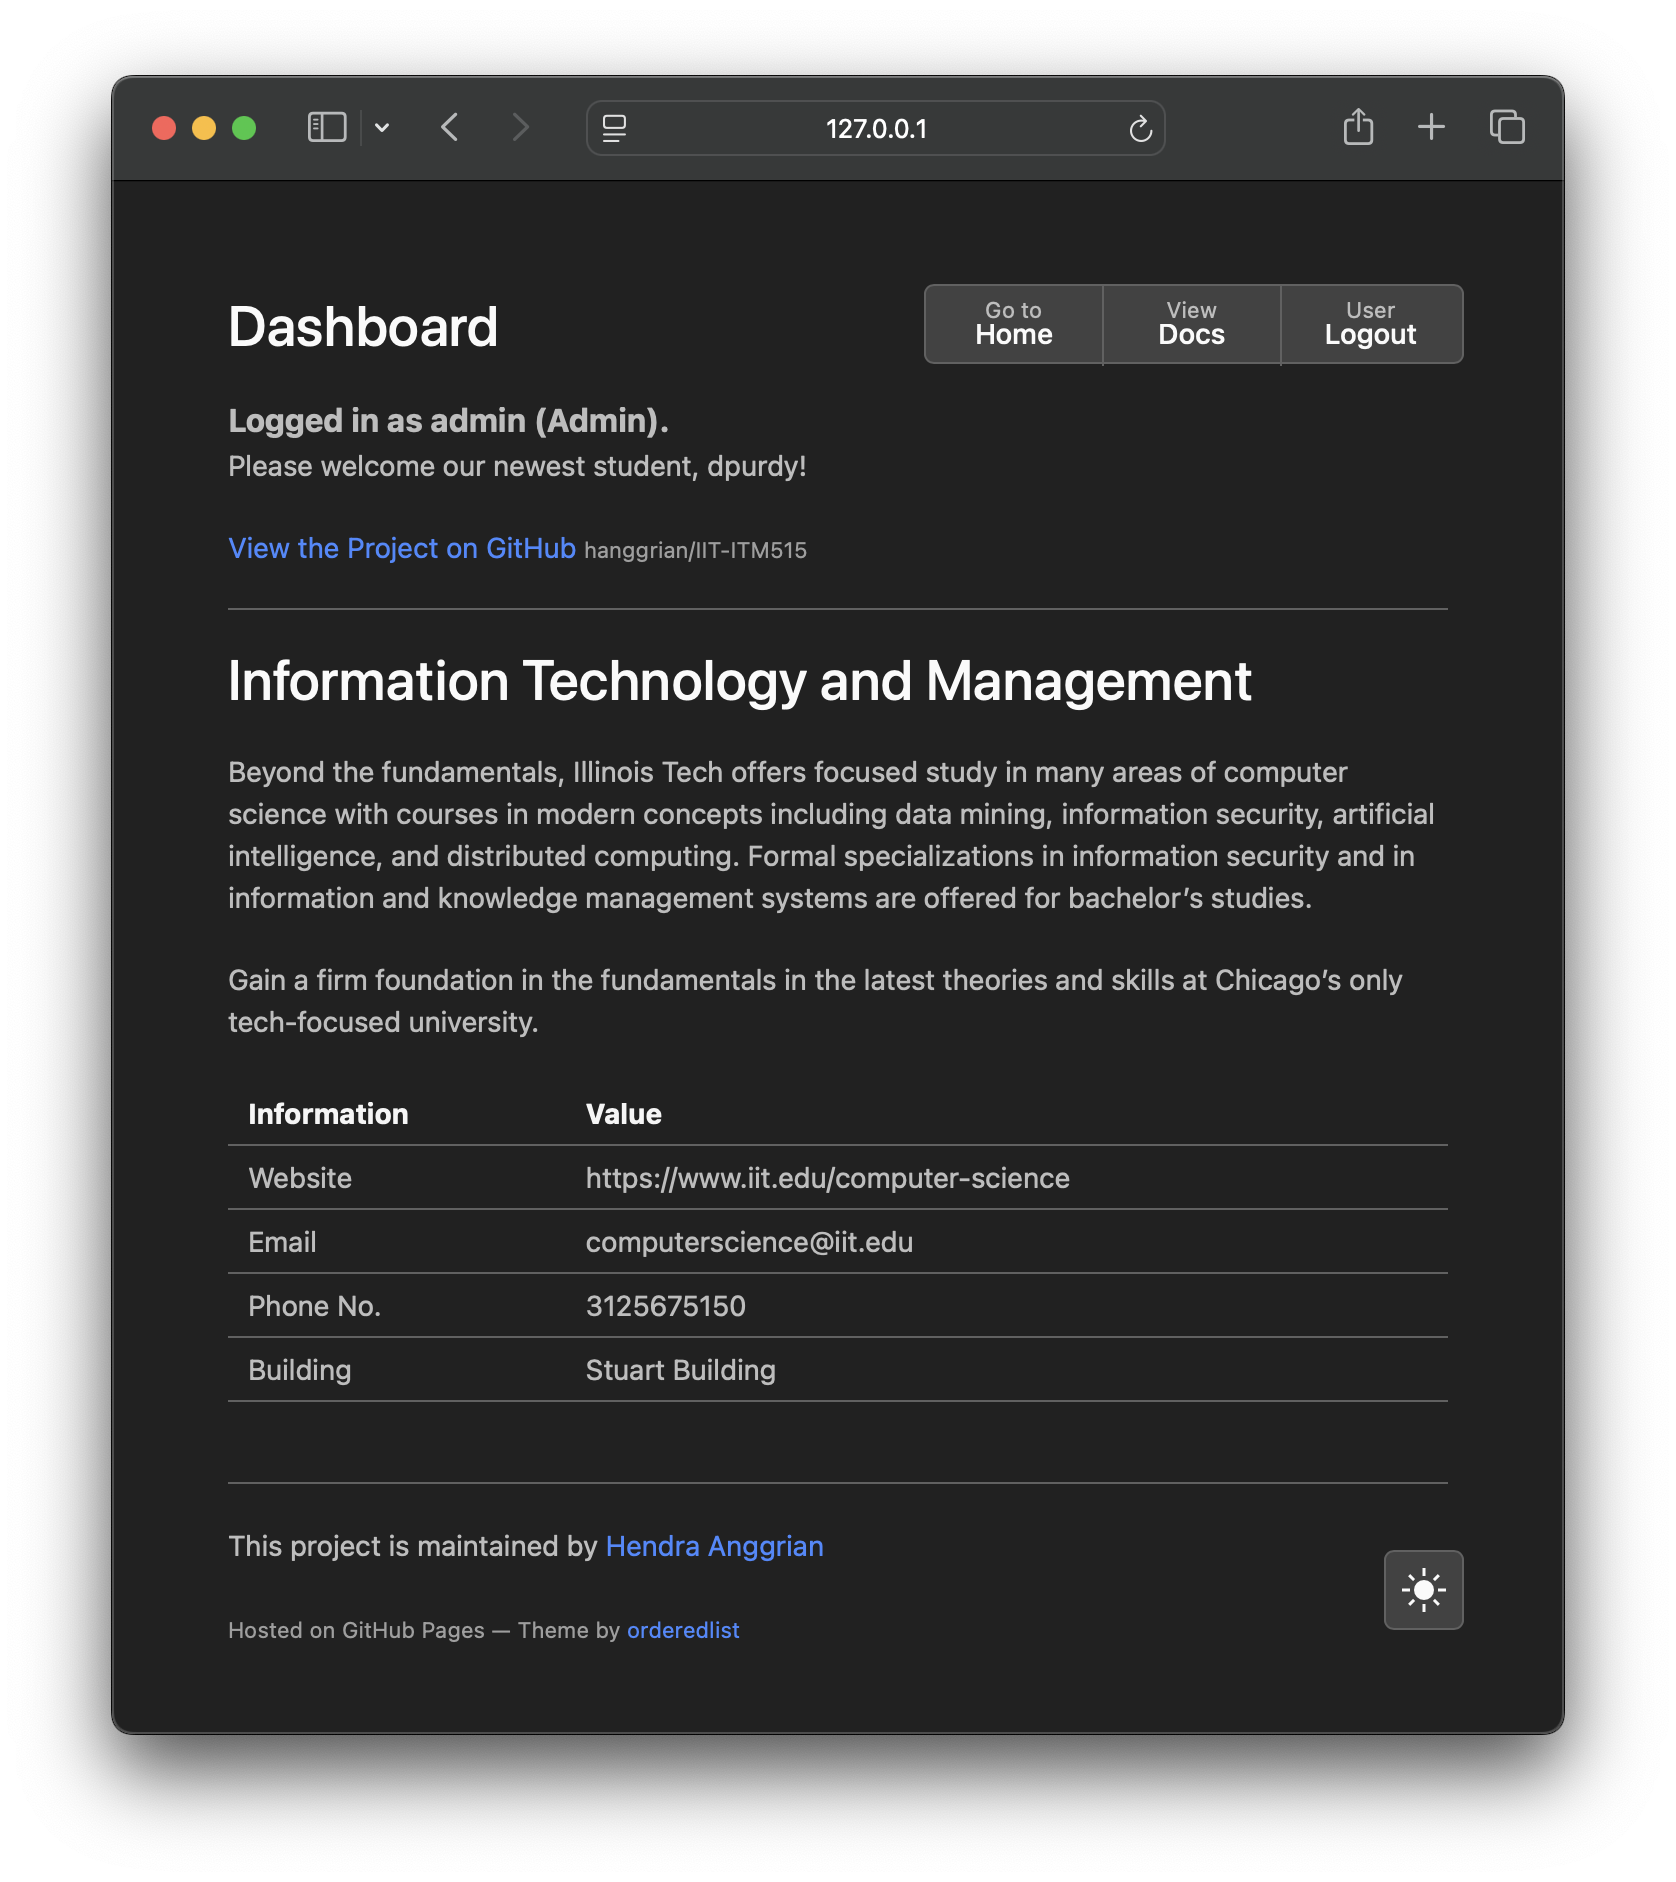 127.0.0.1
Dashboard
Go to
Home
View
Docs
User
Logout
Logged in as admin (Admin).
Please welcome our newest student, dpurdy!
View the Project on GitHub hanggrian/IIT-ITM515
Information Technology and Management
Beyond the fundamentals, Illinois Tech offers focused study in many areas of computer
science with courses in modern concepts including data mining, information security, artificial
intelligence, and distributed computing. Formal specializations in information security and in
information and knowledge management systems are offered for bachelor’s studies.
Gain a firm foundation in the fundamentals in the latest theories and skills at Chicago’s only
tech-focused university.
Information Value
Website https://www.iit.edu/computer-science
Email computerscience@iit.edu
Phone No. 3125675150
Building Stuart Building
This project is maintained by Hendra Anggrian
Hosted on GitHub Pages — Theme by orderedlist